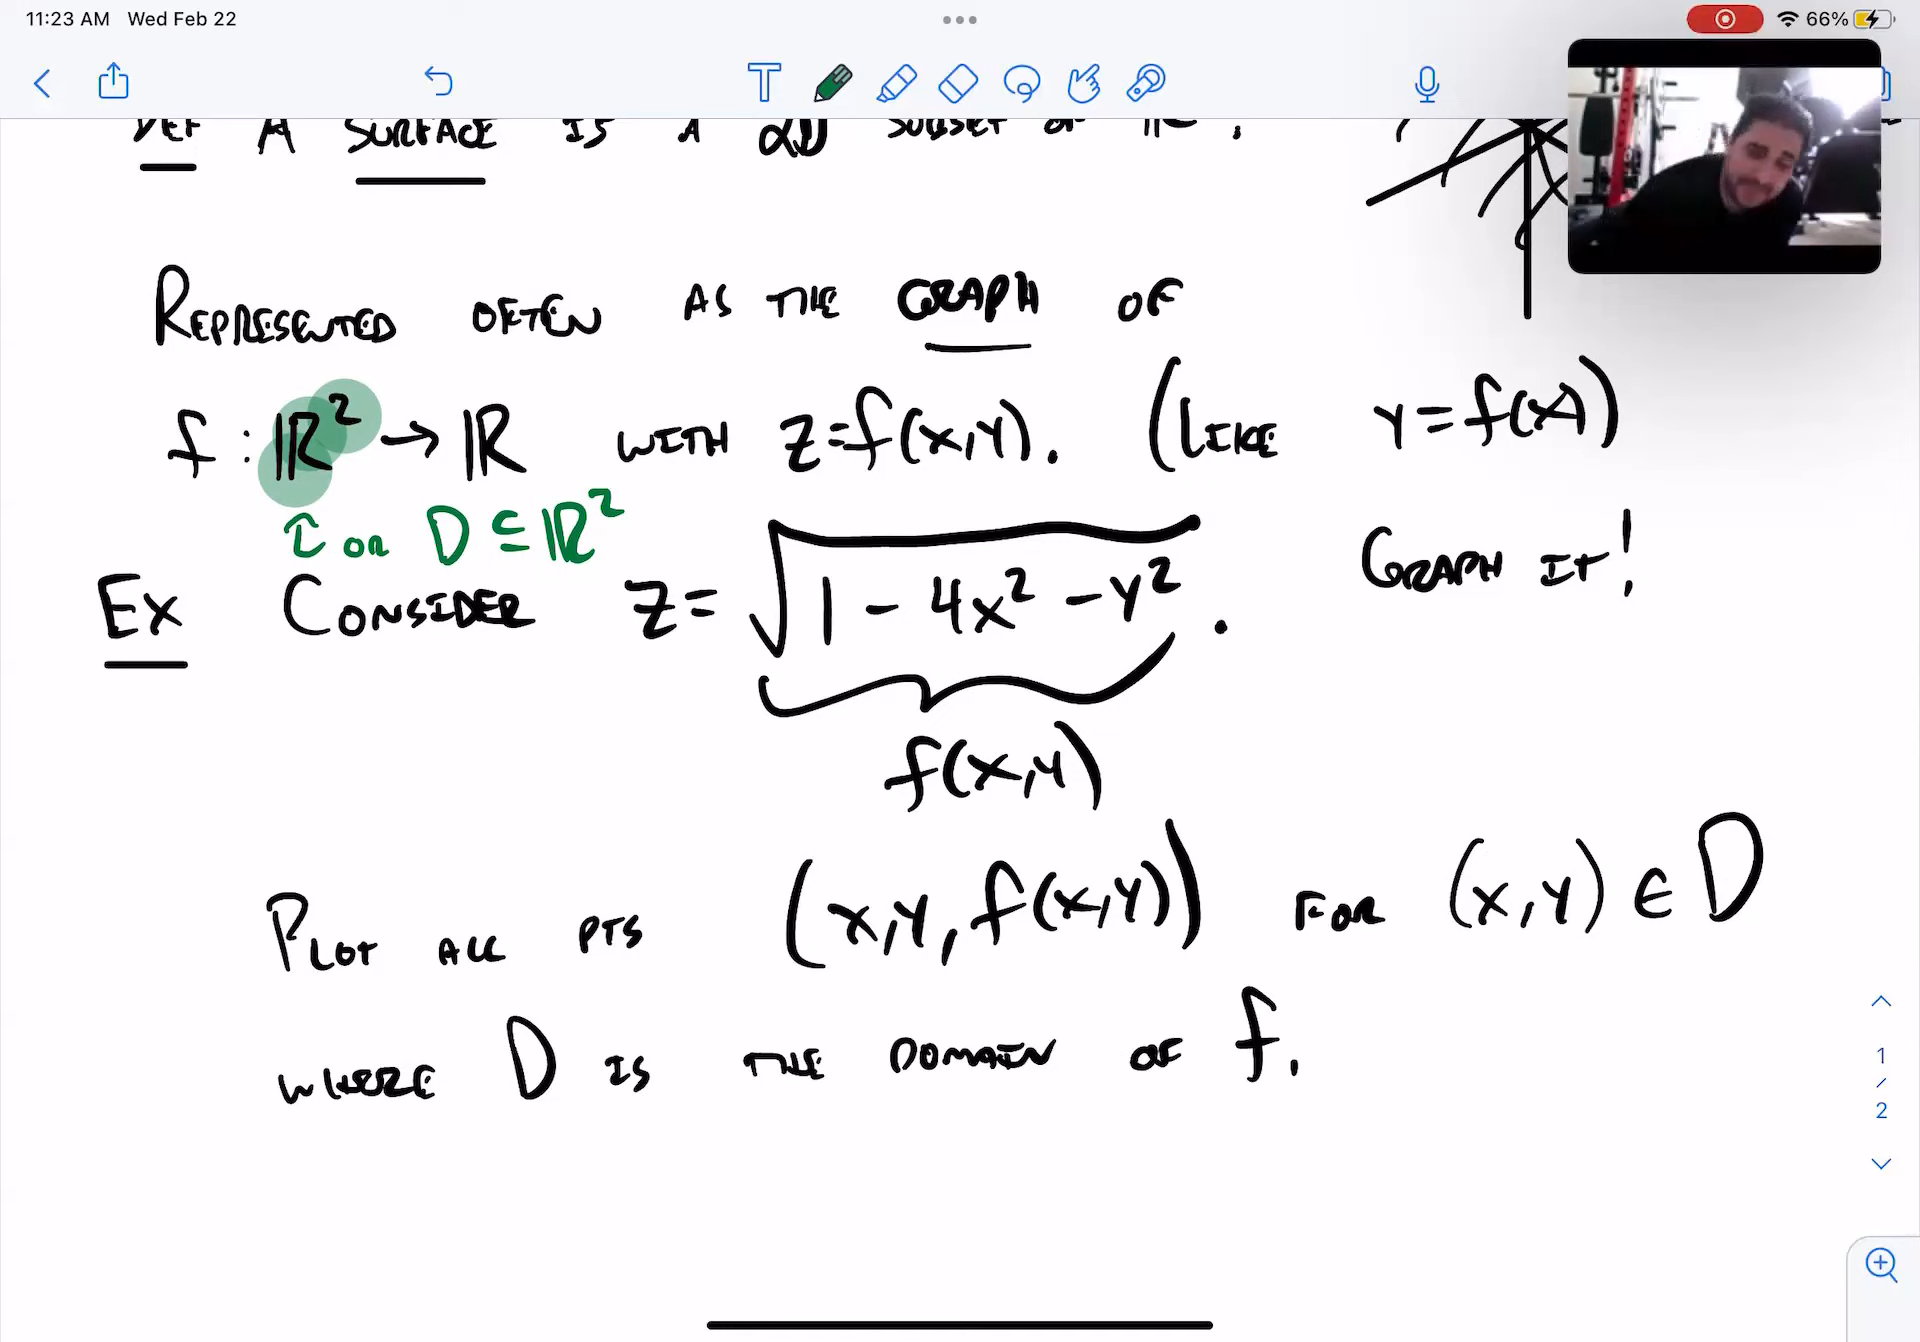 11:23 AM Wed Feb 22
66%
DEF A SURFACE IS A 2D SUBSET OF
REPRESENTED OFTEN AS THE GRAPH OF
f : ℝ² → ℝ WITH z=f(x,y). (LIKE y=f(x))
or D ⊆ ℝ²
EX CONSIDER z= √(1 - 4x² - y²) . GRAPH IT!
f(x,y)
PLOT ALL PTS (x,y,f(x,y)) FOR (x,y) ∈ D
WHERE D IS THE DOMAIN OF f.
1
/
2